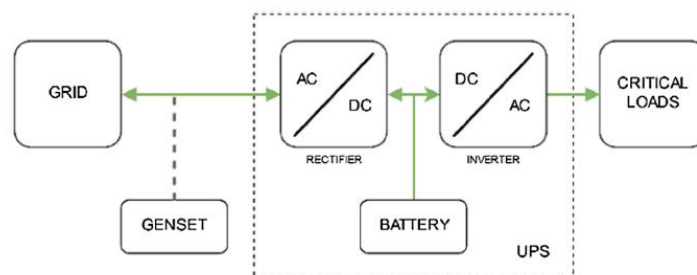 GRID
AC
DC
RECTIFIER
DC
AC
INVERTER
CRITICAL
LOADS
GENSET
BATTERY
UPS